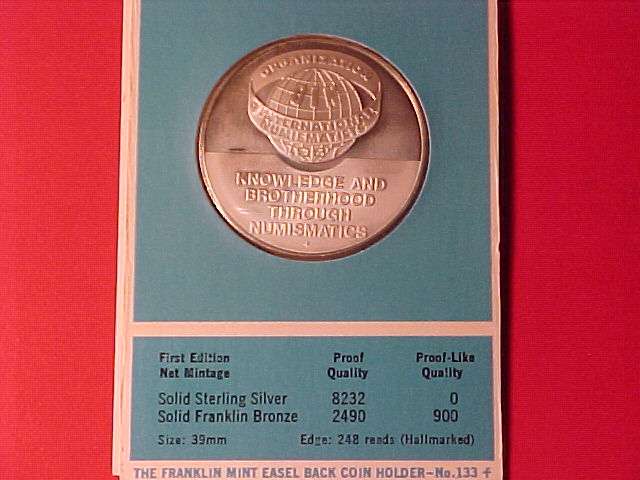 ORGANIZATION
INTERNATIONAL
NUMISMATIC
KNOWLEDGE AND
BROTHERHOOD
THROUGH
NUMISMATICS
First Edition Proof Proof-Like
Net Mintage Quality Quality
Solid Sterling Silver 8232 0
Solid Franklin Bronze 2490 900
Size: 39mm Edge: 248 reeds (Hallmarked)
THE FRANKLIN MINT EASEL BACK COIN HOLDER-No.133